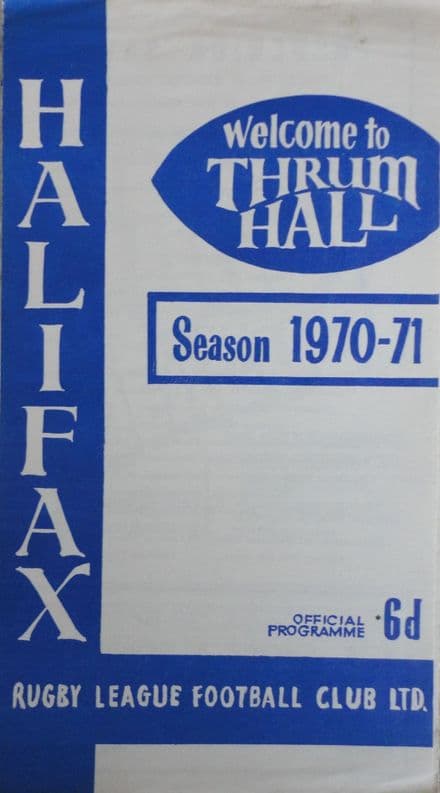 HALIFAX
Welcome to
THRUM
HALL
Season 1970-71
OFFICIAL
PROGRAMME 6d
RUGBY LEAGUE FOOTBALL CLUB LTD.